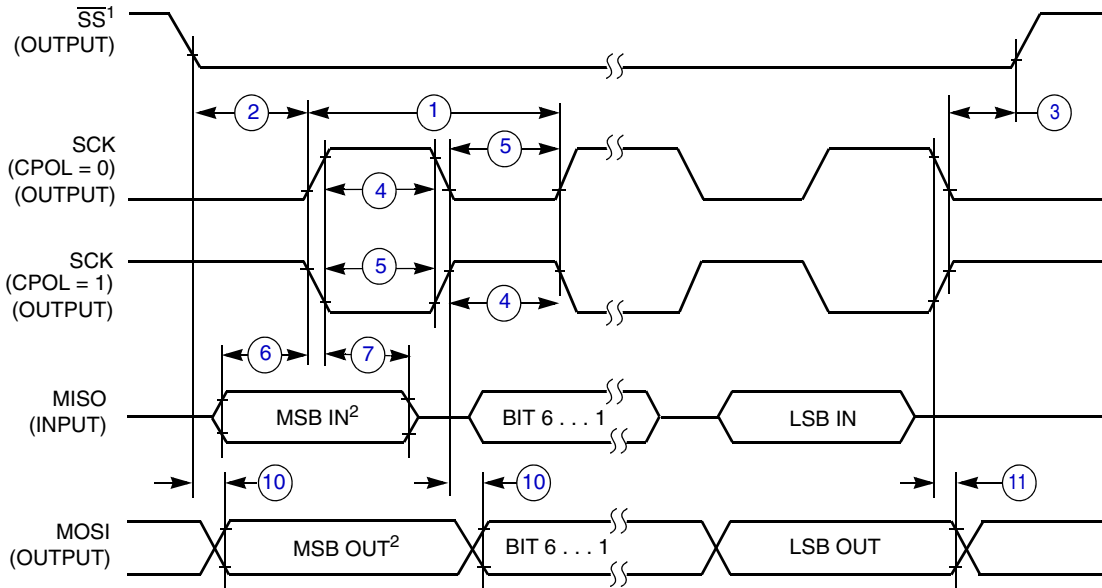 SS¹
(OUTPUT)
2
1
3
SCK
(CPOL = 0)
(OUTPUT)
5
4
SCK
(CPOL = 1)
(OUTPUT)
5
4
6
7
MISO
(INPUT)
MSB IN²
BIT 6 . . . 1
LSB IN
10
10
11
MOSI
(OUTPUT)
MSB OUT²
BIT 6 . . . 1
LSB OUT